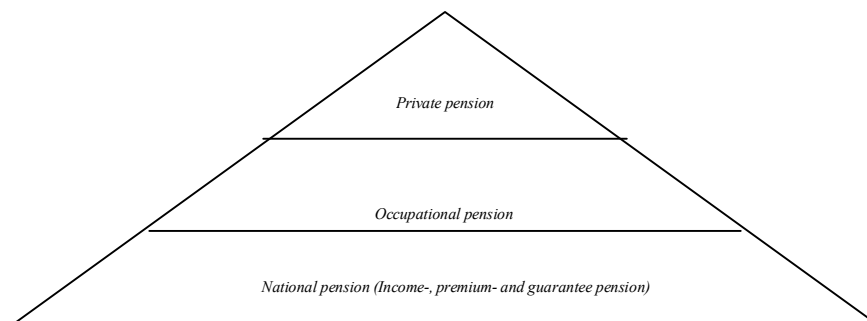 Private pension
Occupational pension
National pension (Income-, premium- and guarantee pension)